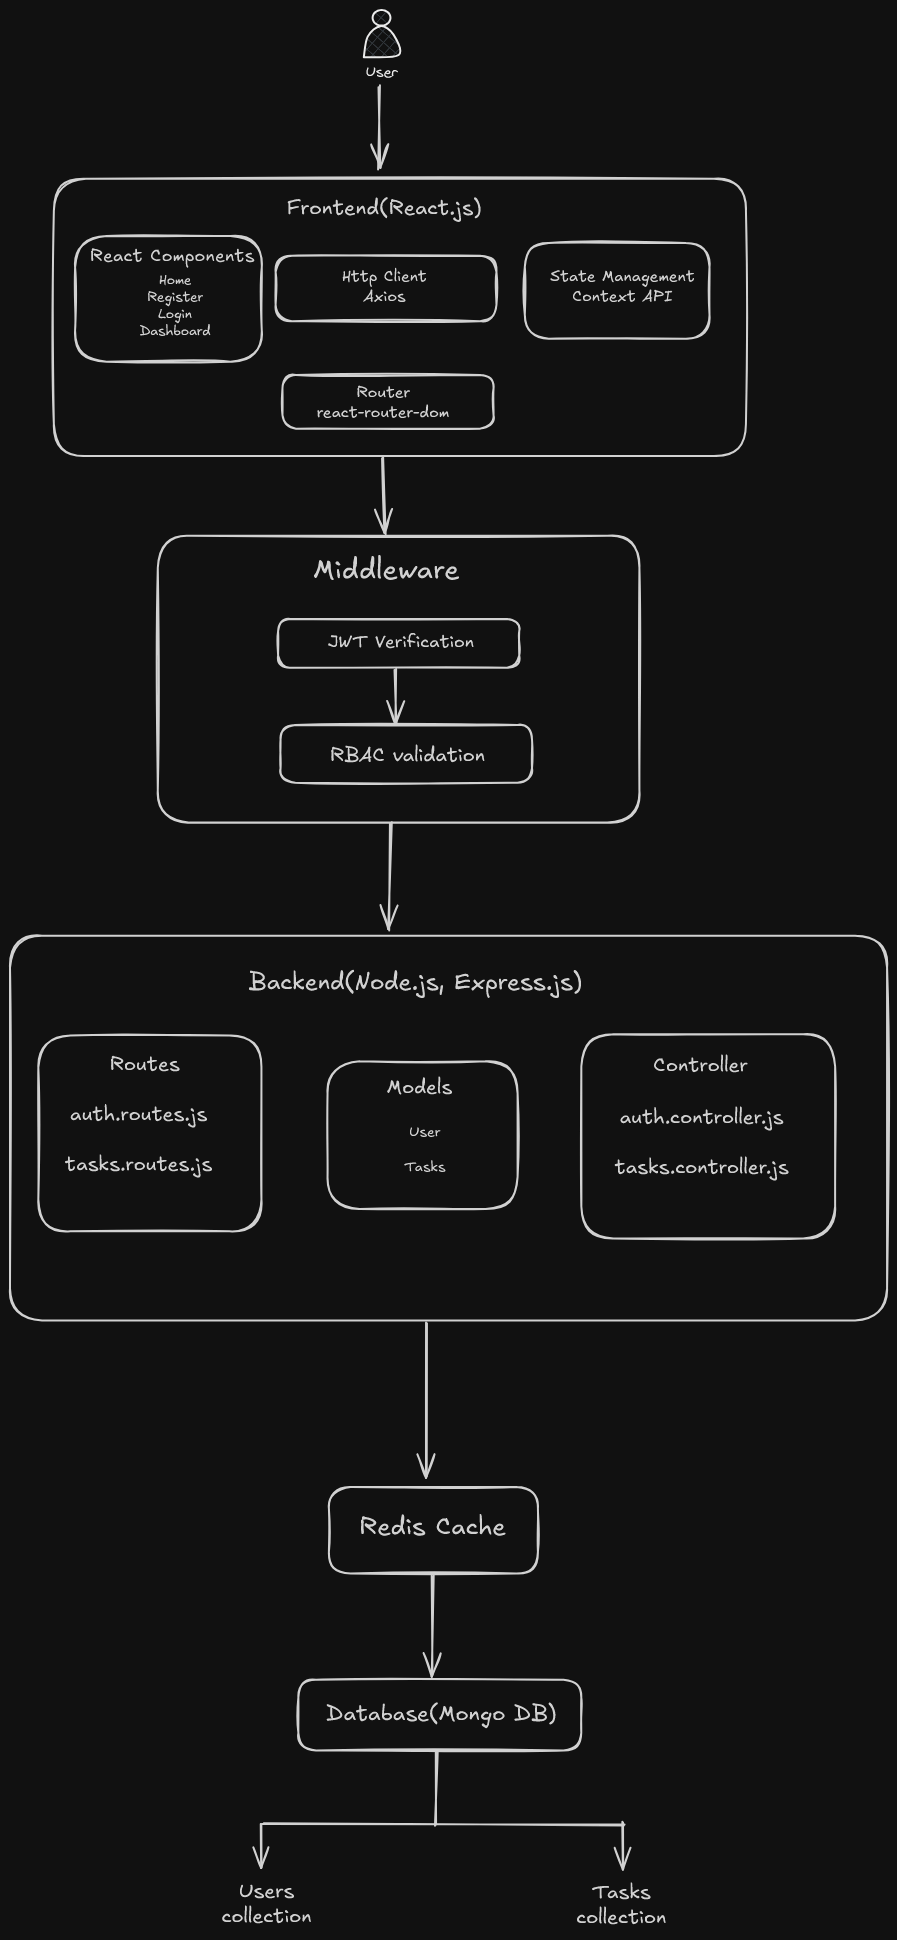 User
Frontend(React.js)
React Components
Home
Register
Login
Dashboard
Http Client
Axios
State Management
Context API
Router
react-router-dom
Middleware
JWT Verification
RBAC validation
Backend(Node.js, Express.js)
Routes
auth.routes.js
tasks.routes.js
Models
User
Tasks
Controller
auth.controller.js
tasks.controller.js
Redis Cache
Database(Mongo DB)
Users
collection
Tasks
collection